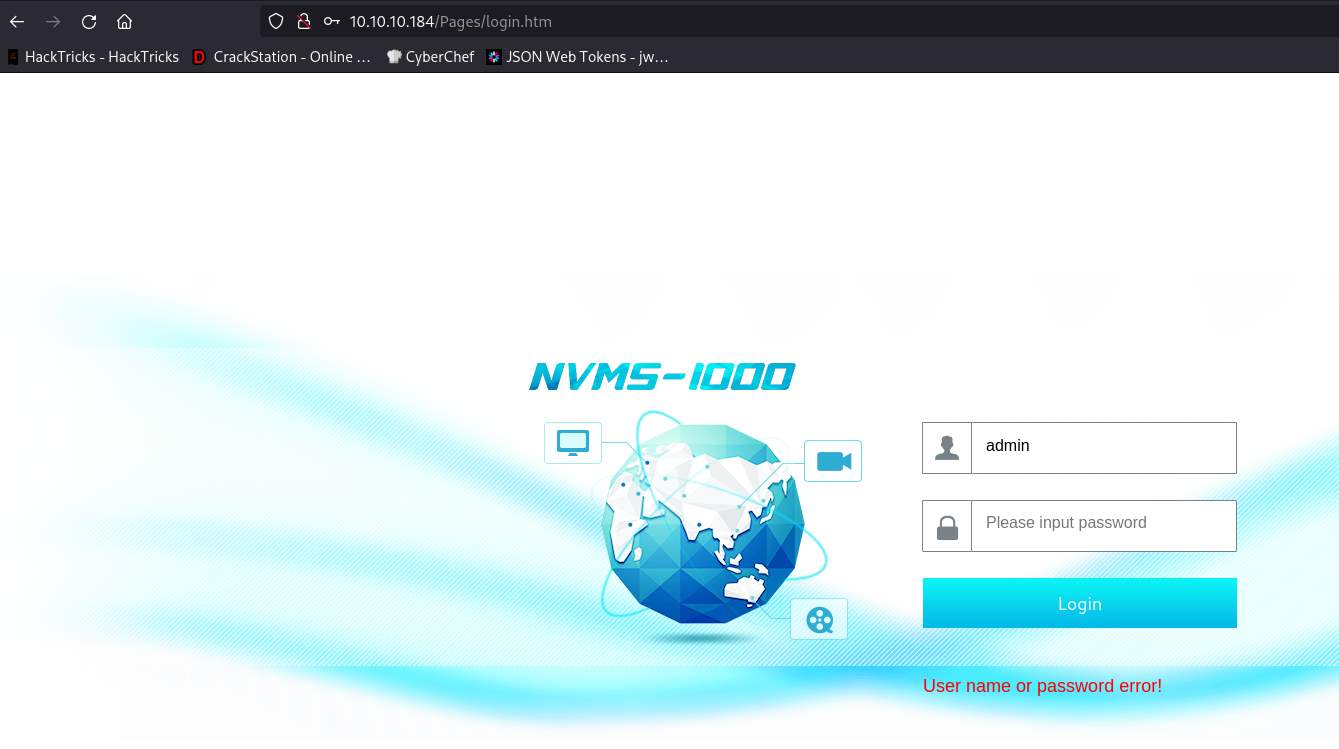 10.10.10.184/Pages/login.htm
HackTricks - HackTricks
CrackStation - Online ...
CyberChef
JSON Web Tokens - jw...
NVMS-1000
admin
Please input password
Login
User name or password error!